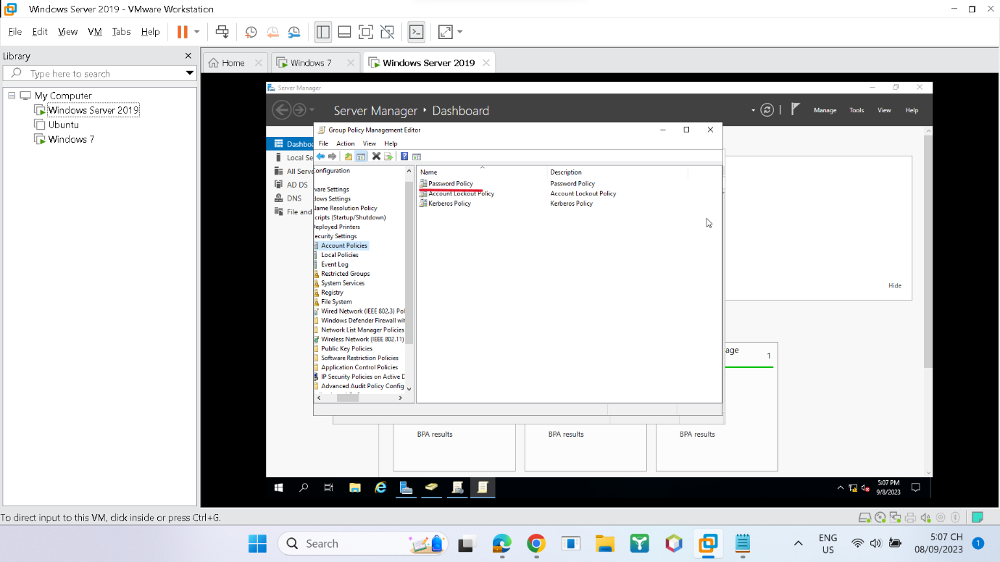 Windows Server 2019 - VMware Workstation
File Edit View VM Tabs Help
Library
Type here to search
My Computer
Windows Server 2019
Ubuntu
Windows 7
Home
Windows 7
Windows Server 2019
Server Manager
Server Manager • Dashboard
Manage Tools View Help
Dashboa
Local Se
All Serve
AD DS
DNS
File and
Group Policy Management Editor
File Action View Help
Configuration
ware Settings
dows Settings
Name Resolution Policy
cripts (Startup/Shutdown)
Deployed Printers
ecurity Settings
Account Policies
Local Policies
Event Log
Restricted Groups
System Services
Registry
File System
Wired Network (IEEE 802.3) Pol
Windows Defender Firewall wit
Network List Manager Policies
Wireless Network (IEEE 802.11)
Public Key Policies
Software Restriction Policies
Application Control Policies
IP Security Policies on Active D
Advanced Audit Policy Config
Name Description
Password Policy Password Policy
Account Lockout Policy Account Lockout Policy
Kerberos Policy Kerberos Policy
Hide
age 1
BPA results
BPA results
BPA results
5:07 PM
9/8/2023
To direct input to this VM, click inside or press Ctrl+G.
Search
ENG
US
5:07 CH
08/09/2023
1